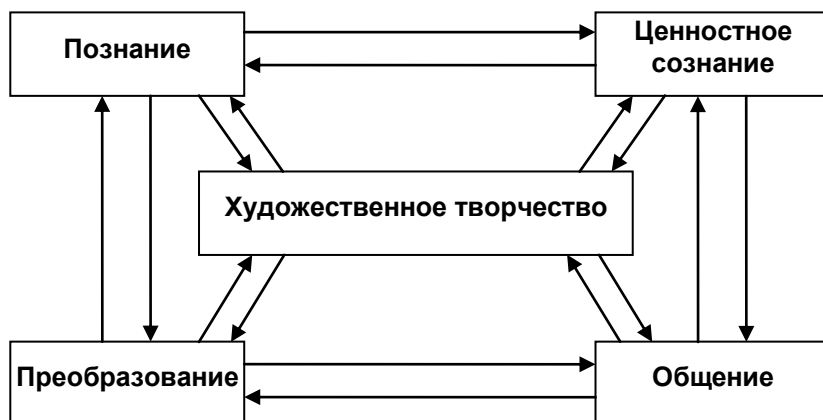 Познание
Ценностное
сознание
Художественное творчество
Преобразование
Общение